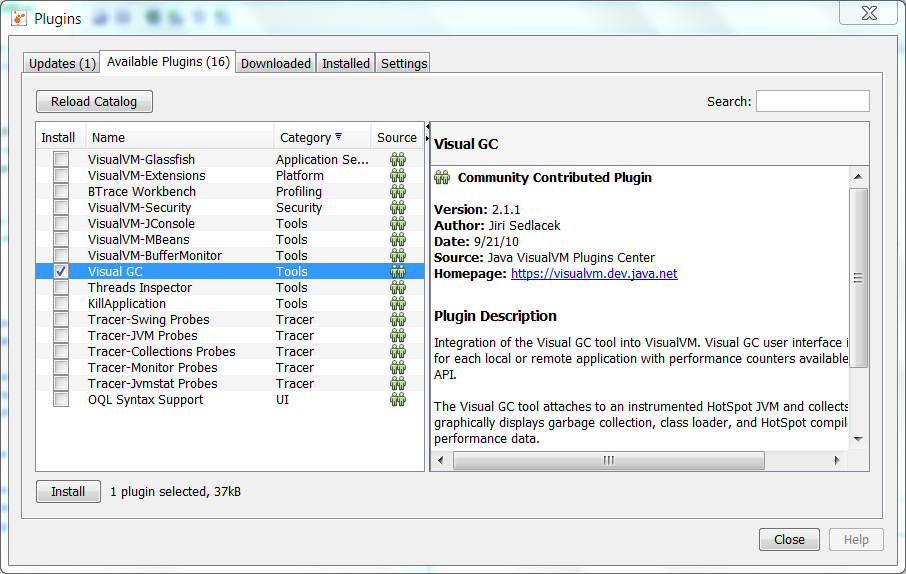 Plugins
Updates (1) Available Plugins (16) Downloaded Installed Settings
Reload Catalog Search:
Install Name Category Source
VisualVM-Glassfish Application Se...
VisualVM-Extensions Platform
BTrace Workbench Profiling
VisualVM-Security Security
VisualVM-JConsole Tools
VisualVM-MBeans Tools
VisualVM-BufferMonitor Tools
Visual GC Tools
Threads Inspector Tools
KillApplication Tools
Tracer-Swing Probes Tracer
Tracer-JVM Probes Tracer
Tracer-Collections Probes Tracer
Tracer-Monitor Probes Tracer
Tracer-Jvmstat Probes Tracer
OQL Syntax Support UI
Visual GC
Community Contributed Plugin
Version: 2.1.1
Author: Jiri Sedlacek
Date: 9/21/10
Source: Java VisualVM Plugins Center
Homepage: https://visualvm.dev.java.net
Plugin Description
Integration of the Visual GC tool into VisualVM. Visual GC user interface i
for each local or remote application with performance counters available
API.
The Visual GC tool attaches to an instrumented HotSpot JVM and collects
graphically displays garbage collection, class loader, and HotSpot compil
performance data.
Install 1 plugin selected, 37kB
Close Help